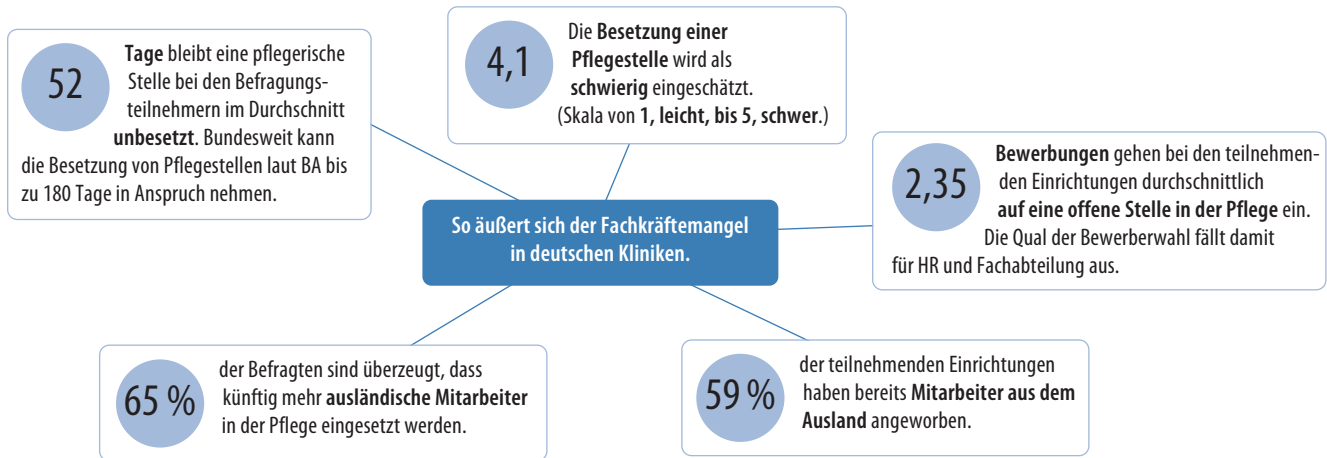 52
Tage bleibt eine pflegerische
Stelle bei den Befragungs-
teilnehmern im Durchschnitt
unbesetzt. Bundesweit kann
die Besetzung von Pflegestellen laut BA bis
zu 180 Tage in Anspruch nehmen.
4,1
Die Besetzung einer
Pflegestelle wird als
schwierig eingeschätzt.
(Skala von 1, leicht, bis 5, schwer.)
2,35
Bewerbungen gehen bei den teilnehmen-
den Einrichtungen durchschnittlich
auf eine offene Stelle in der Pflege ein.
Die Qual der Bewerberwahl fällt damit
für HR und Fachabteilung aus.
So äußert sich der Fachkräftemangel
in deutschen Kliniken.
65 %
der Befragten sind überzeugt, dass
künftig mehr ausländische Mitarbeiter
in der Pflege eingesetzt werden.
59 %
der teilnehmenden Einrichtungen
haben bereits Mitarbeiter aus dem
Ausland angeworben.